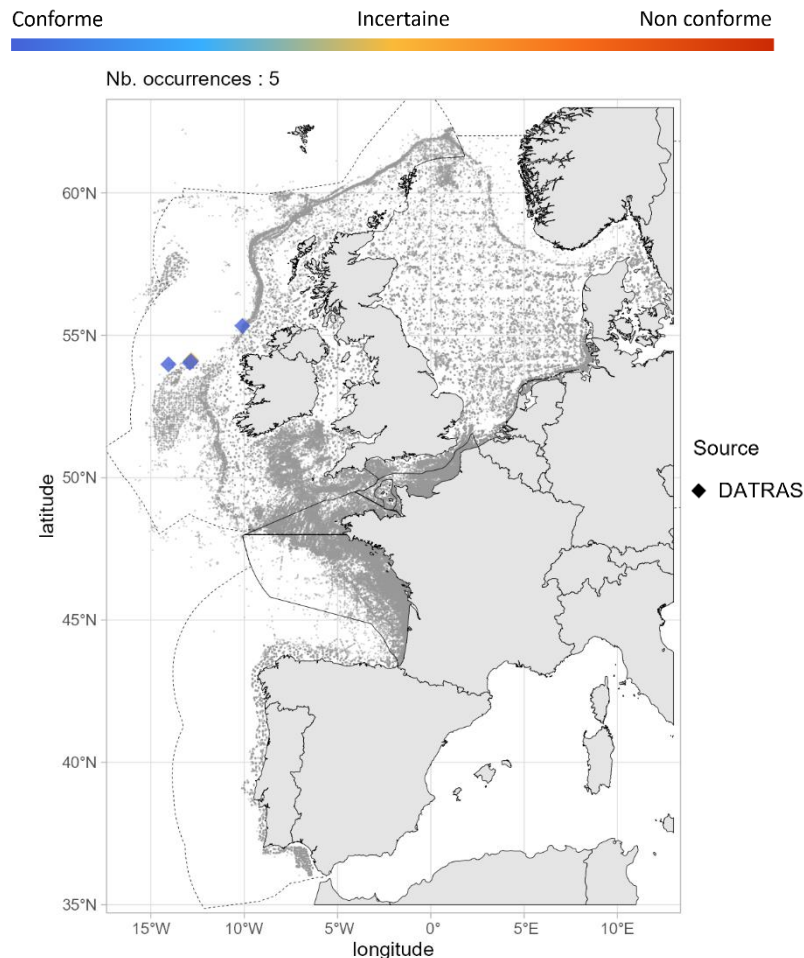 Conforme Incertaine Non conforme
Nb. occurrences : 5
60°N
55°N
50°N
45°N
40°N
35°N
latitude
15°W 10°W 5°W 0° 5°E 10°E
longitude
Source
DATRAS